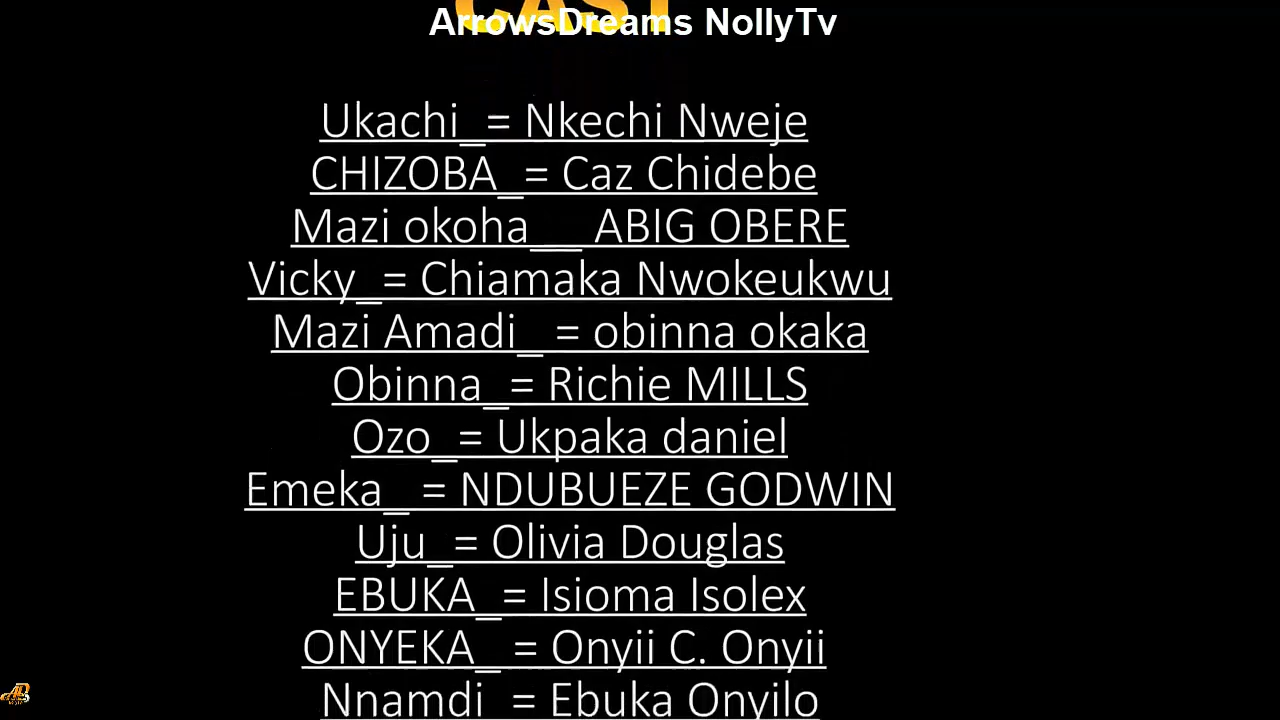 CAST
ArrowsDreams NollyTv
Ukachi_= Nkechi Nweje
CHIZOBA_= Caz Chidebe
Mazi okoha__ ABIG OBERE
Vicky_= Chiamaka Nwokeukwu
Mazi Amadi_ = obinna okaka
Obinna_= Richie MILLS
Ozo_= Ukpaka daniel
Emeka_ = NDUBUEZE GODWIN
Uju_= Olivia Douglas
EBUKA_= Isioma Isolex
ONYEKA_ = Onyii C. Onyii
Nnamdi_= Ebuka Onyilo